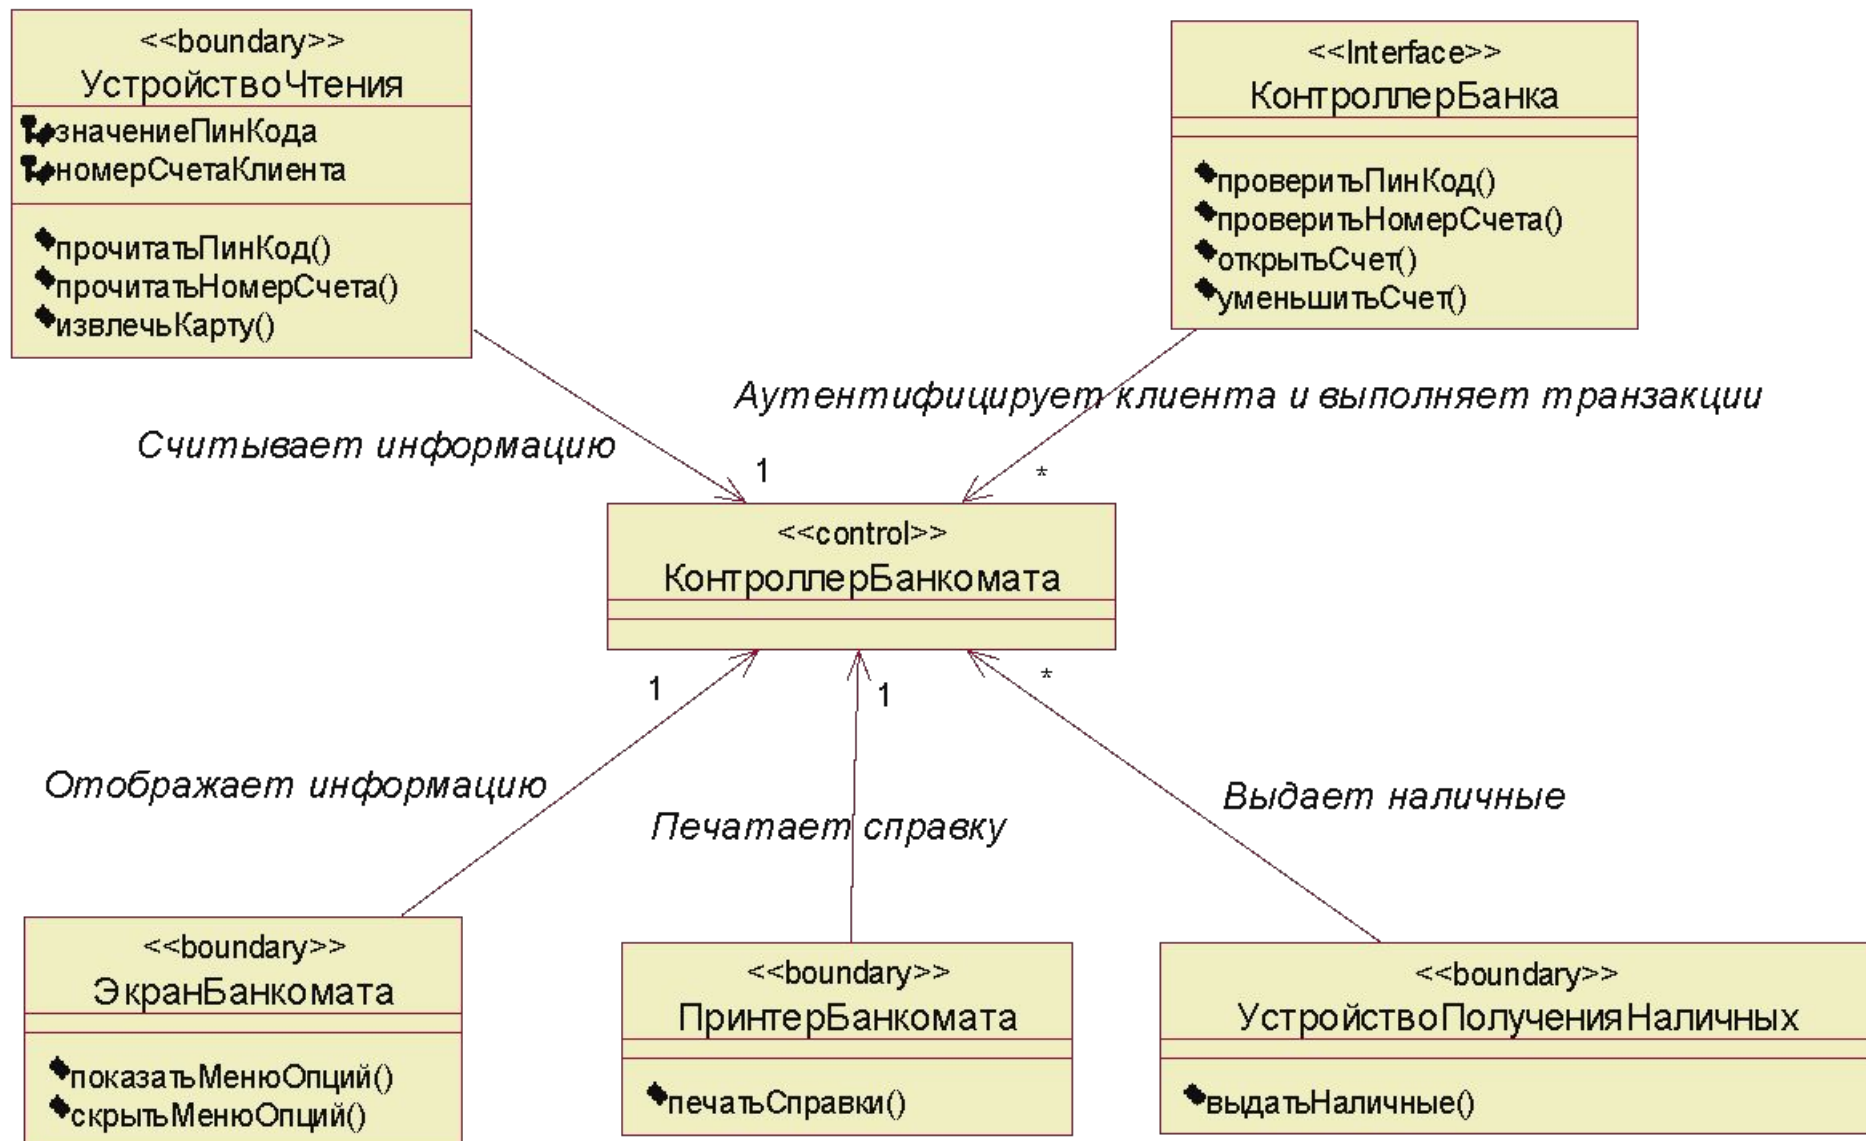 <<boundary>>
УстройствоЧтения
значениеПинКода
номерСчетаКлиента
прочитатьПинКод()
прочитатьНомерСчета()
извлечьКарту()
<<Interface>>
КонтроллерБанка
проверитьПинКод()
проверитьНомерСчета()
открытьСчет()
уменьшитьСчет()
Аутентифицирует клиента и выполняет транзакции
Считывает информацию
1
*
<<control>>
КонтроллерБанкомата
1
1
*
Отображает информацию
Печатает справку
Выдает наличные
<<boundary>>
ЭкранБанкомата
показатьМенюОпций()
скрытьМенюОпций()
<<boundary>>
ПринтерБанкомата
печатьСправки()
<<boundary>>
УстройствоПолученияНаличных
выдатьНаличные()